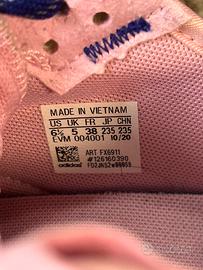 MADE IN VIETNAM
US UK FR JP CHN
6½ 5 38 235 235
EVM 004001 10/20
ART FX6911
#126160390
adidas